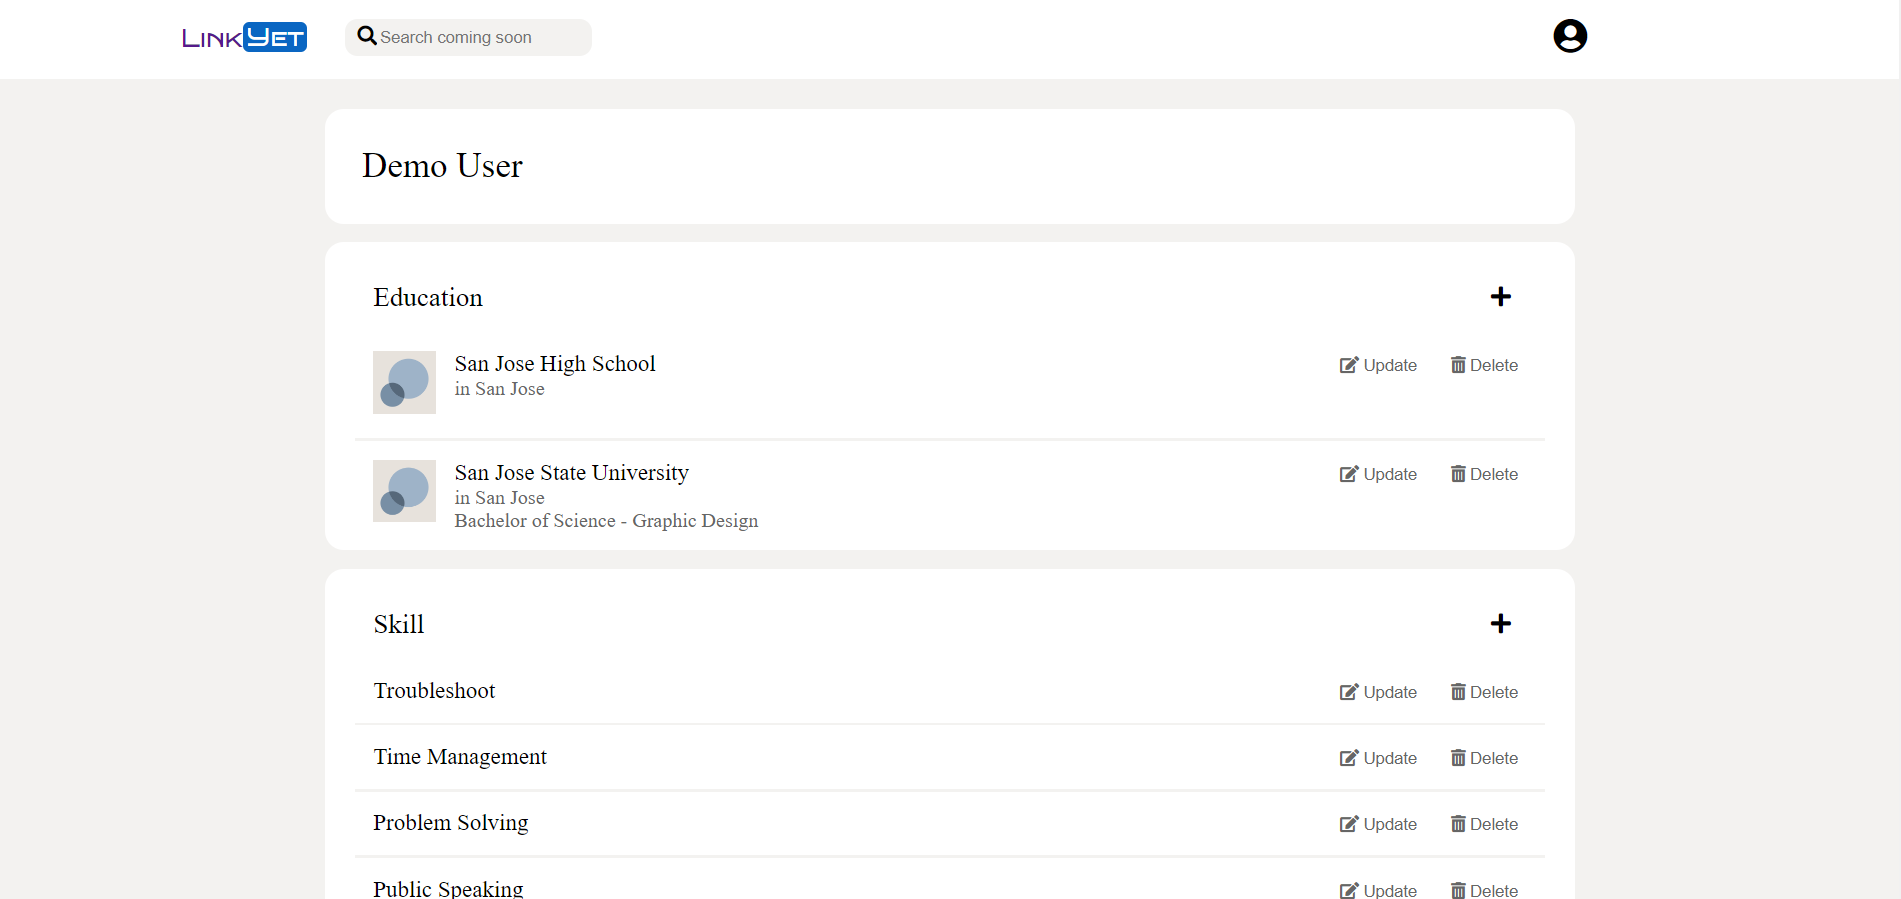 LINKYET
Search coming soon
Demo User
Education
San Jose High School
in San Jose
Update
Delete
San Jose State University
in San Jose
Bachelor of Science - Graphic Design
Update
Delete
Skill
Troubleshoot
Update
Delete
Time Management
Update
Delete
Problem Solving
Update
Delete
Public Speaking
Update
Delete